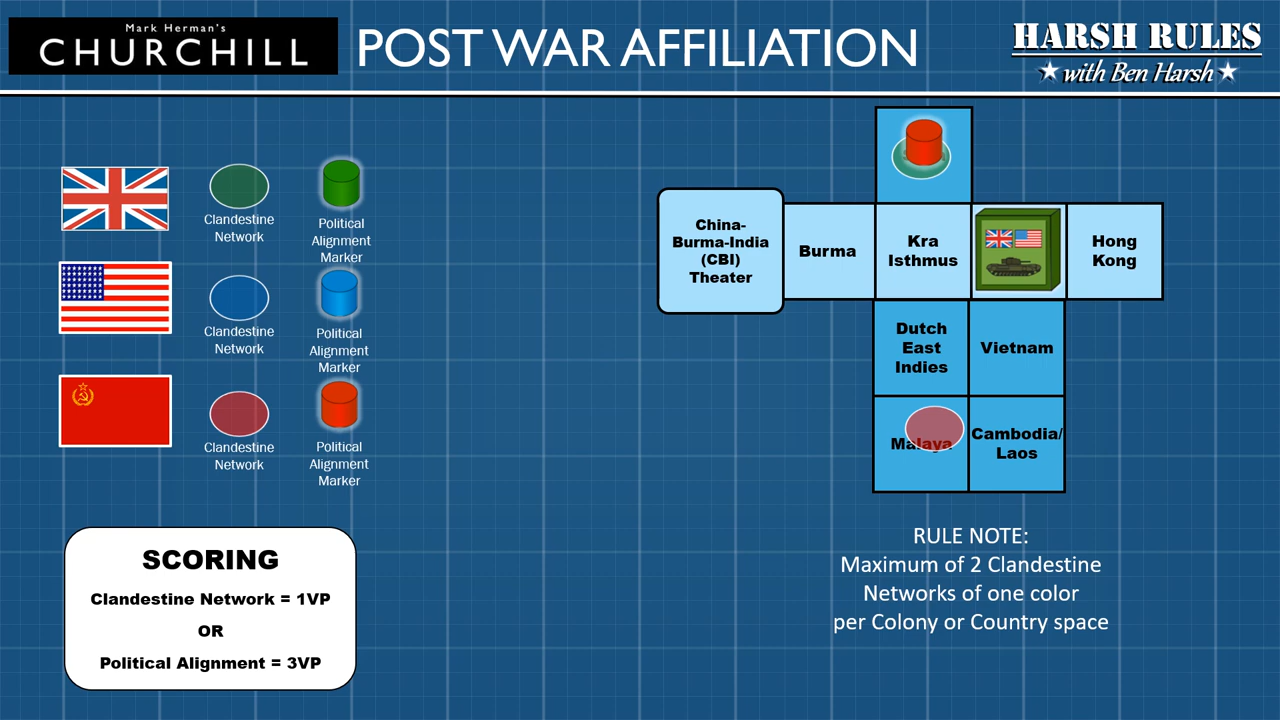 Mark Herman's
CHURCHILL
POST WAR AFFILIATION
HARSH RULES
with Ben Harsh
Clandestine
Network
Political
Alignment
Marker
Clandestine
Network
Political
Alignment
Marker
Clandestine
Network
Political
Alignment
Marker
SCORING
Clandestine Network = 1VP
OR
Political Alignment = 3VP
China-
Burma-India
(CBI)
Theater
Burma
Kra
Isthmus
Hong
Kong
Dutch
East
Indies
Vietnam
Malaya
Cambodia/
Laos
RULE NOTE:
Maximum of 2 Clandestine
Networks of one color
per Colony or Country space